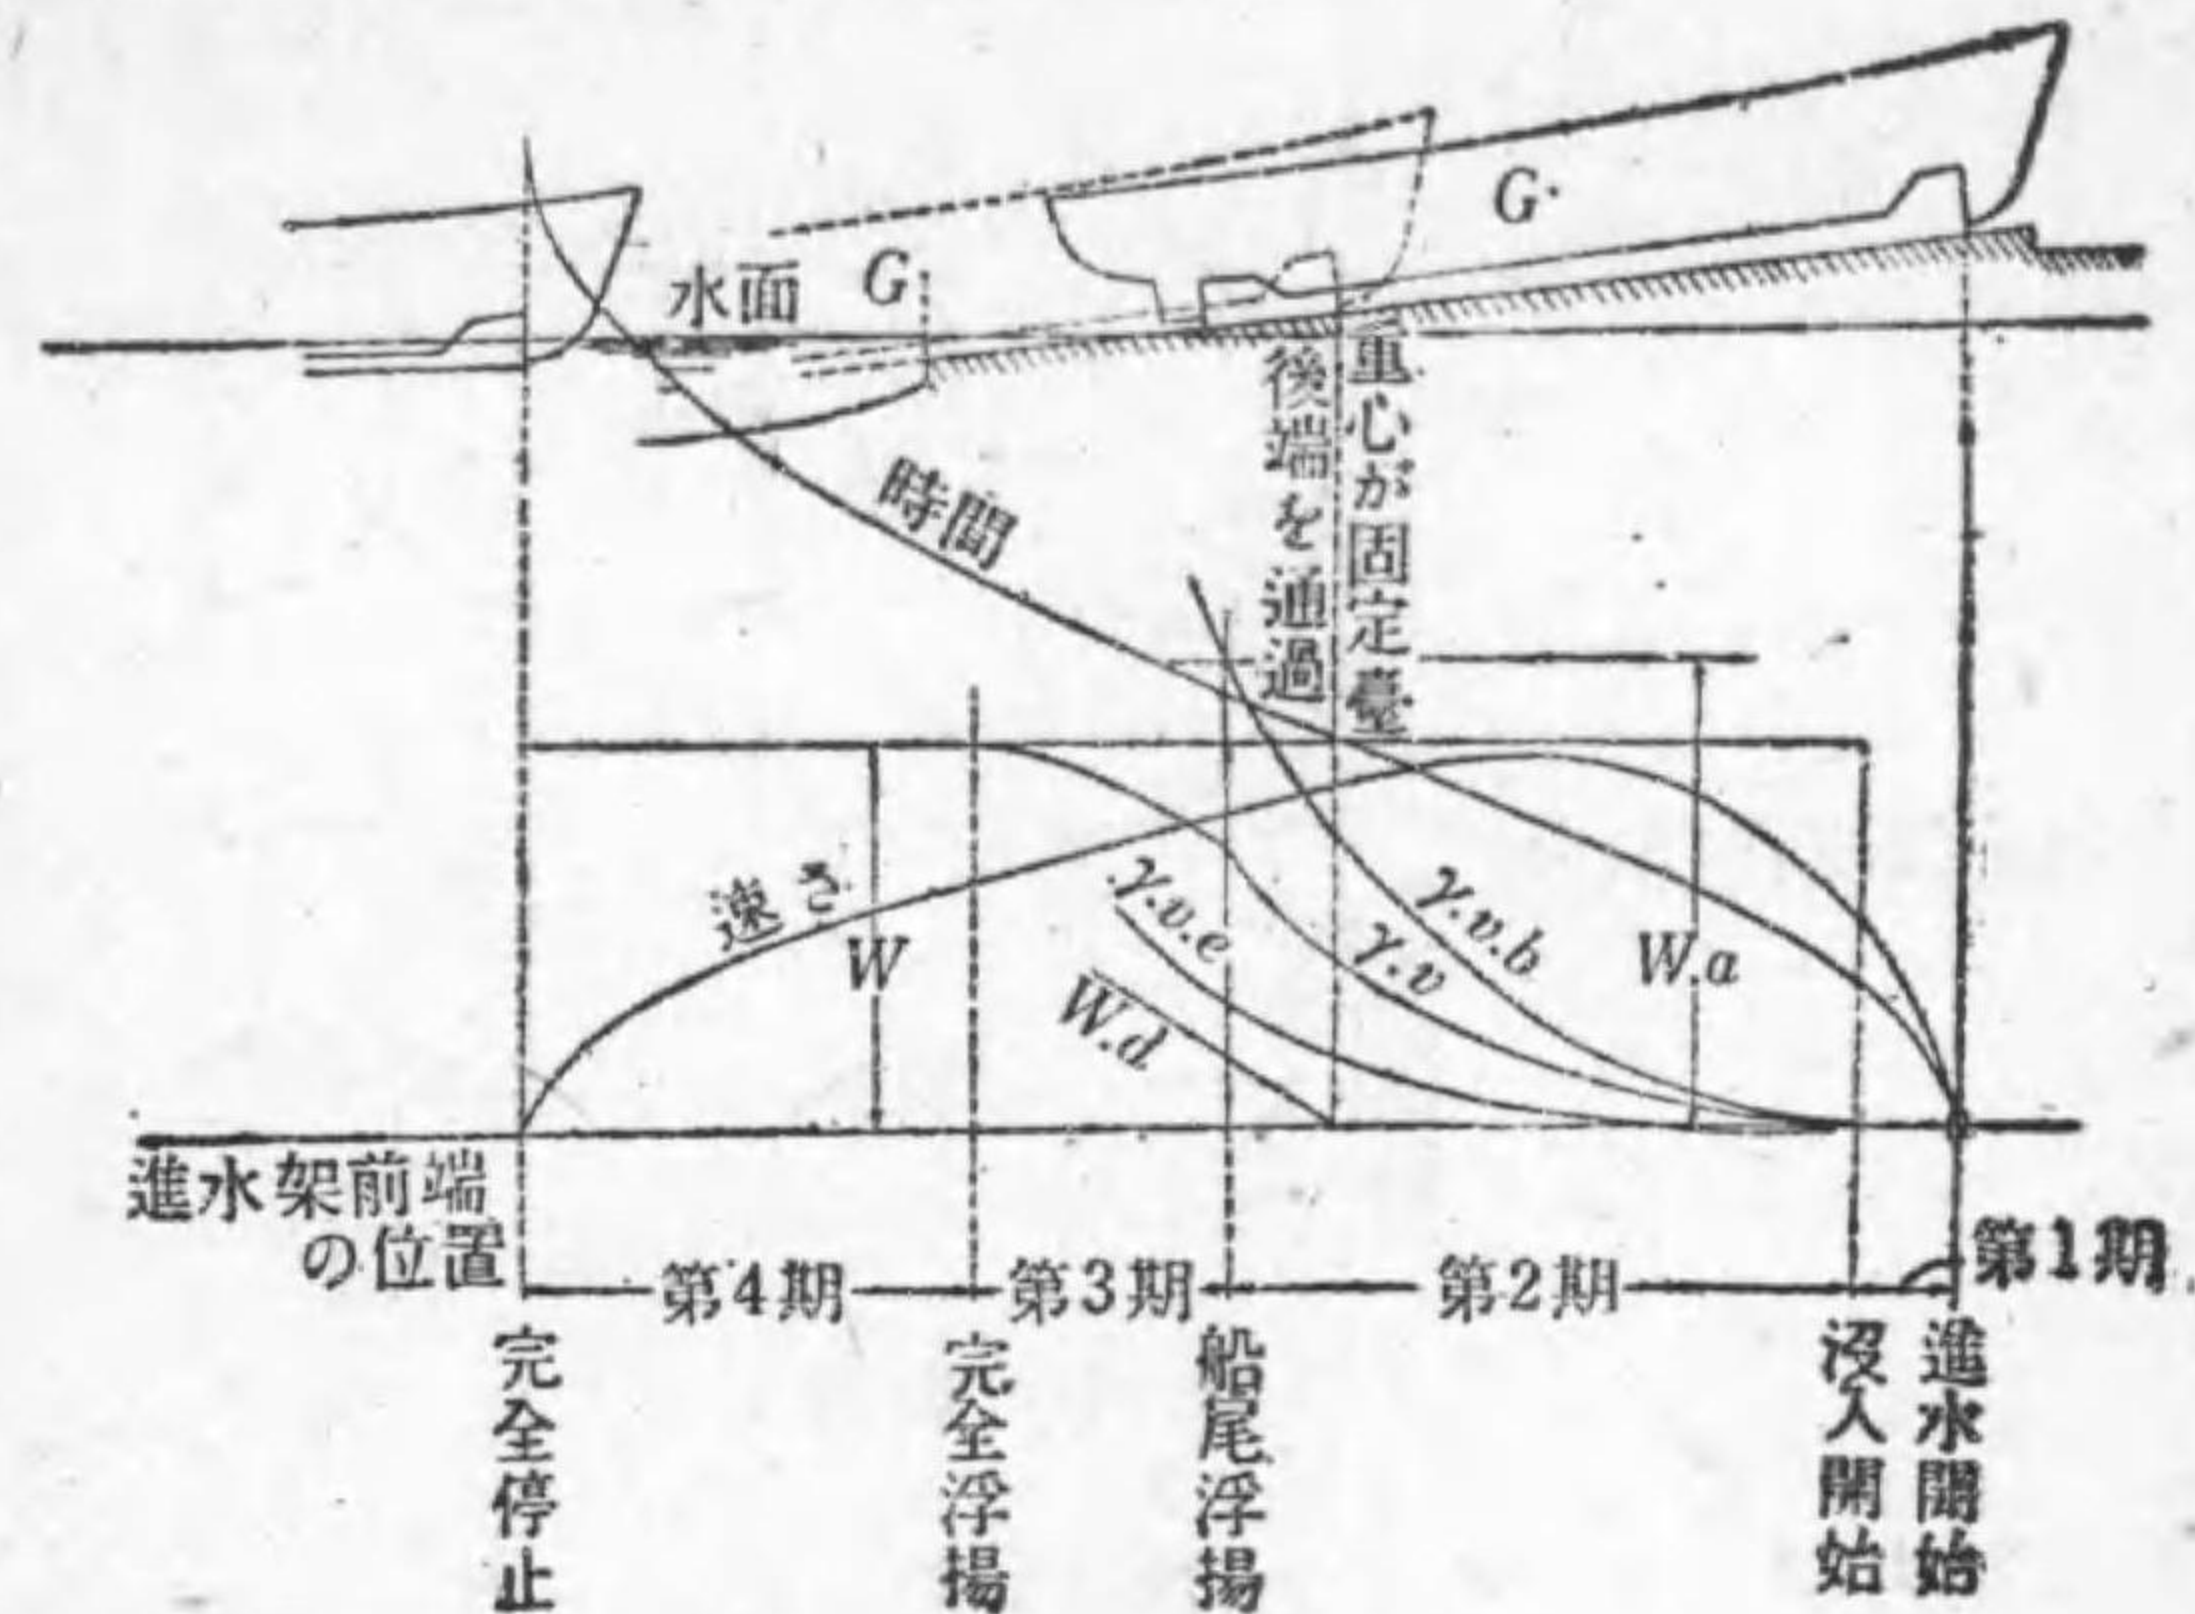 G
水面
G
重心が固定臺
後端を通過
時間
速さ
W
γ.v.e
W.d
γ.v
γ.v.b
W.a
進水架前端
の位置
第4期
第3期
第2期
第1期
完全停止
完全浮揚
船尾浮揚
沒入開始
進水開始